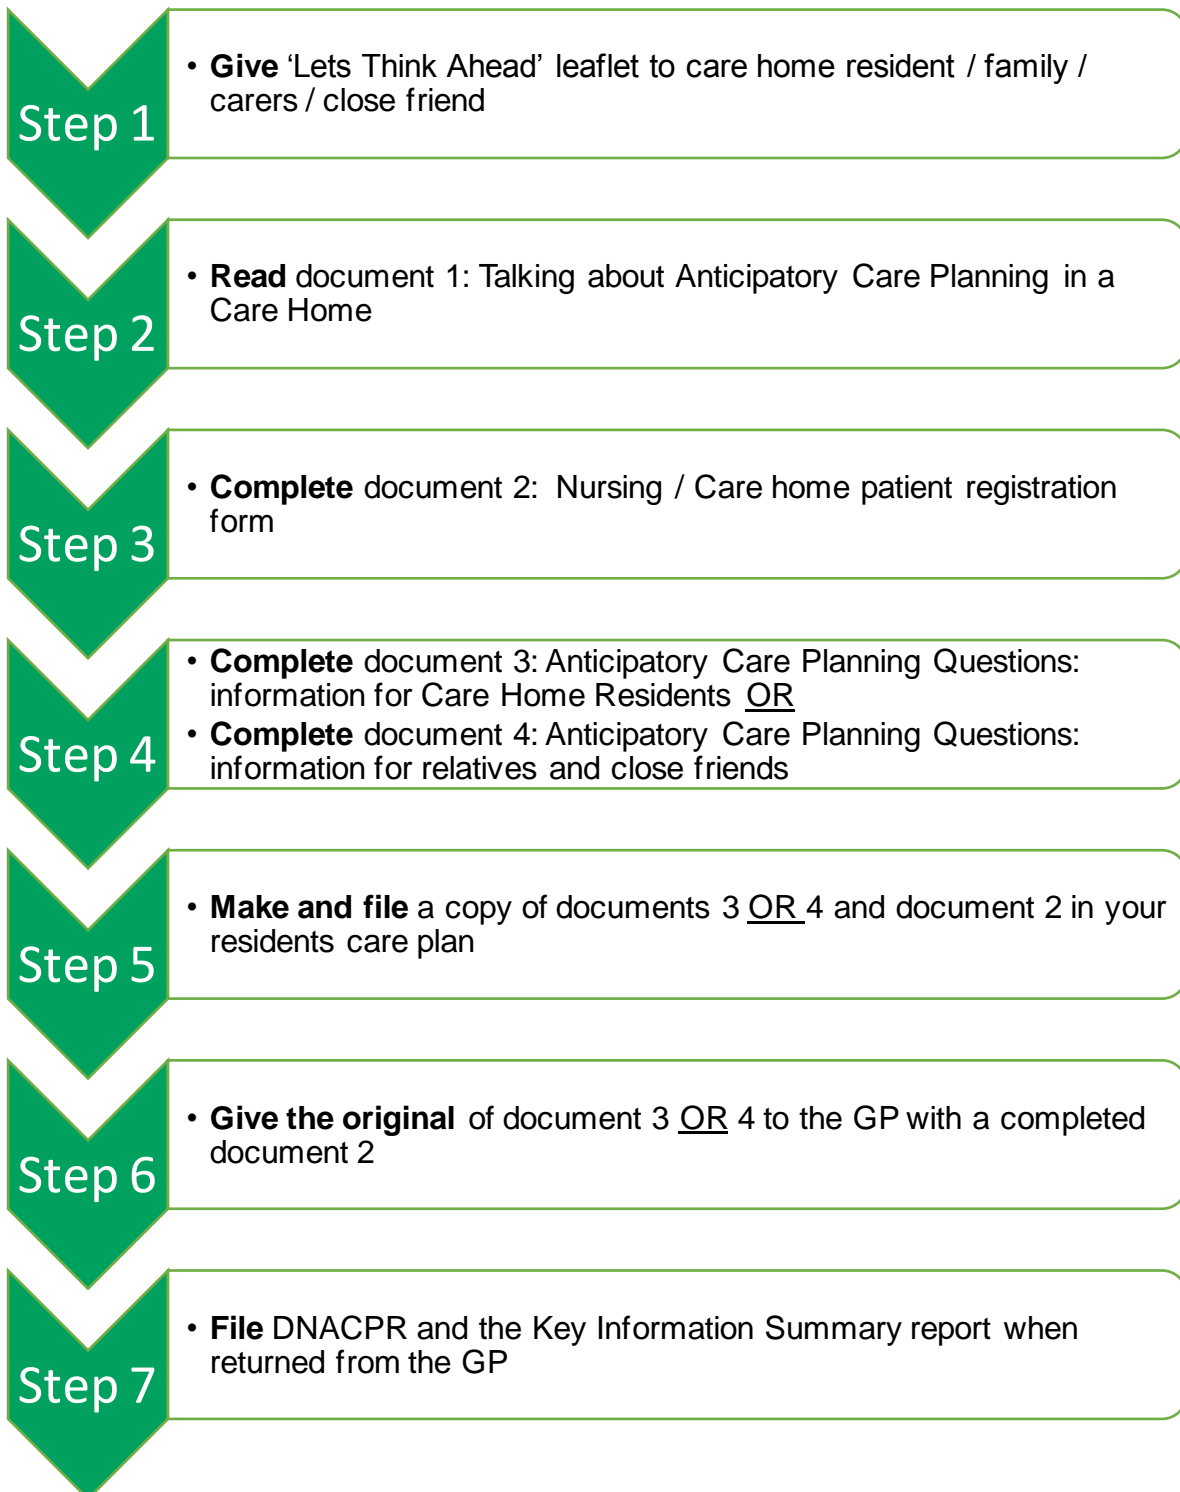 Step 1
• Give ‘Lets Think Ahead’ leaflet to care home resident / family /
carers / close friend
Step 2
• Read document 1: Talking about Anticipatory Care Planning in a
Care Home
Step 3
• Complete document 2: Nursing / Care home patient registration
form
Step 4
• Complete document 3: Anticipatory Care Planning Questions:
information for Care Home Residents OR
• Complete document 4: Anticipatory Care Planning Questions:
information for relatives and close friends
Step 5
• Make and file a copy of documents 3 OR 4 and document 2 in your
residents care plan
Step 6
• Give the original of document 3 OR 4 to the GP with a completed
document 2
Step 7
• File DNACPR and the Key Information Summary report when
returned from the GP